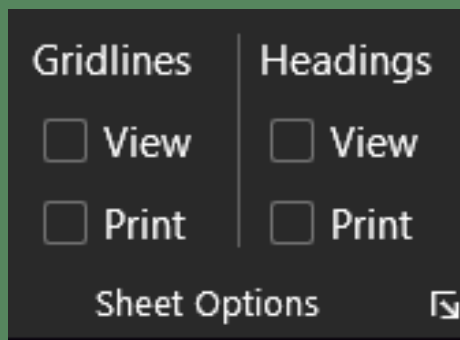 Gridlines Headings
View View
Print Print
Sheet Options